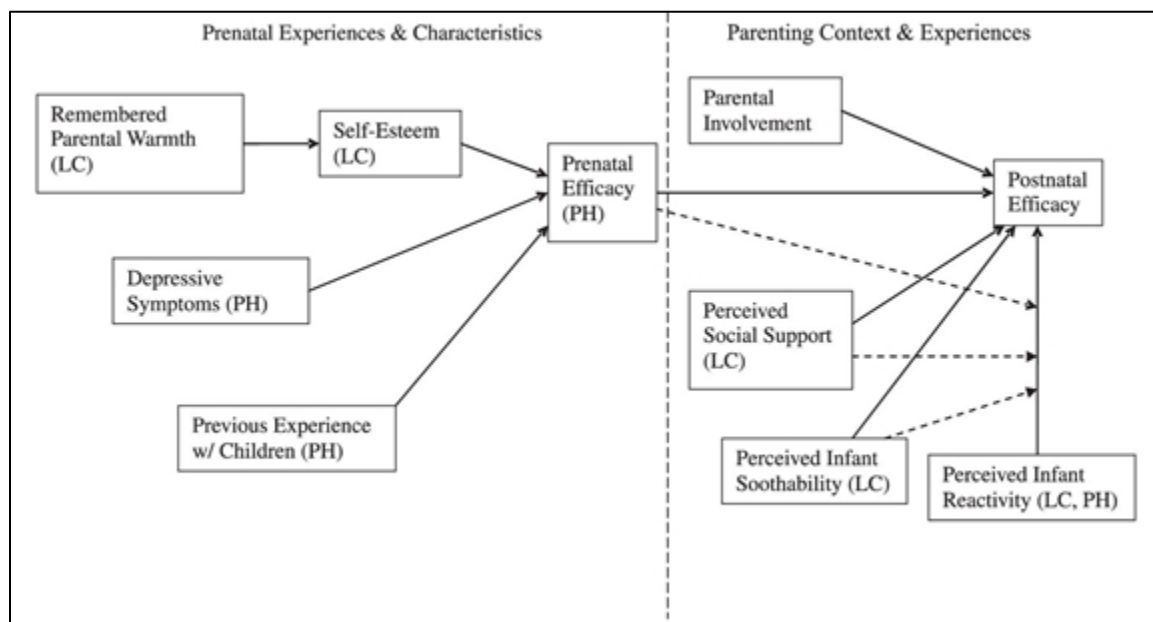 Prenatal Experiences & Characteristics
Parenting Context & Experiences
Remembered
Parental Warmth
(LC)
Self-Esteem
(LC)
Prenatal
Efficacy
(PH)
Depressive
Symptoms (PH)
Previous Experience
w/ Children (PH)
Parental
Involvement
Postnatal
Efficacy
Perceived
Social Support
(LC)
Perceived Infant
Soothability (LC)
Perceived Infant
Reactivity (LC, PH)